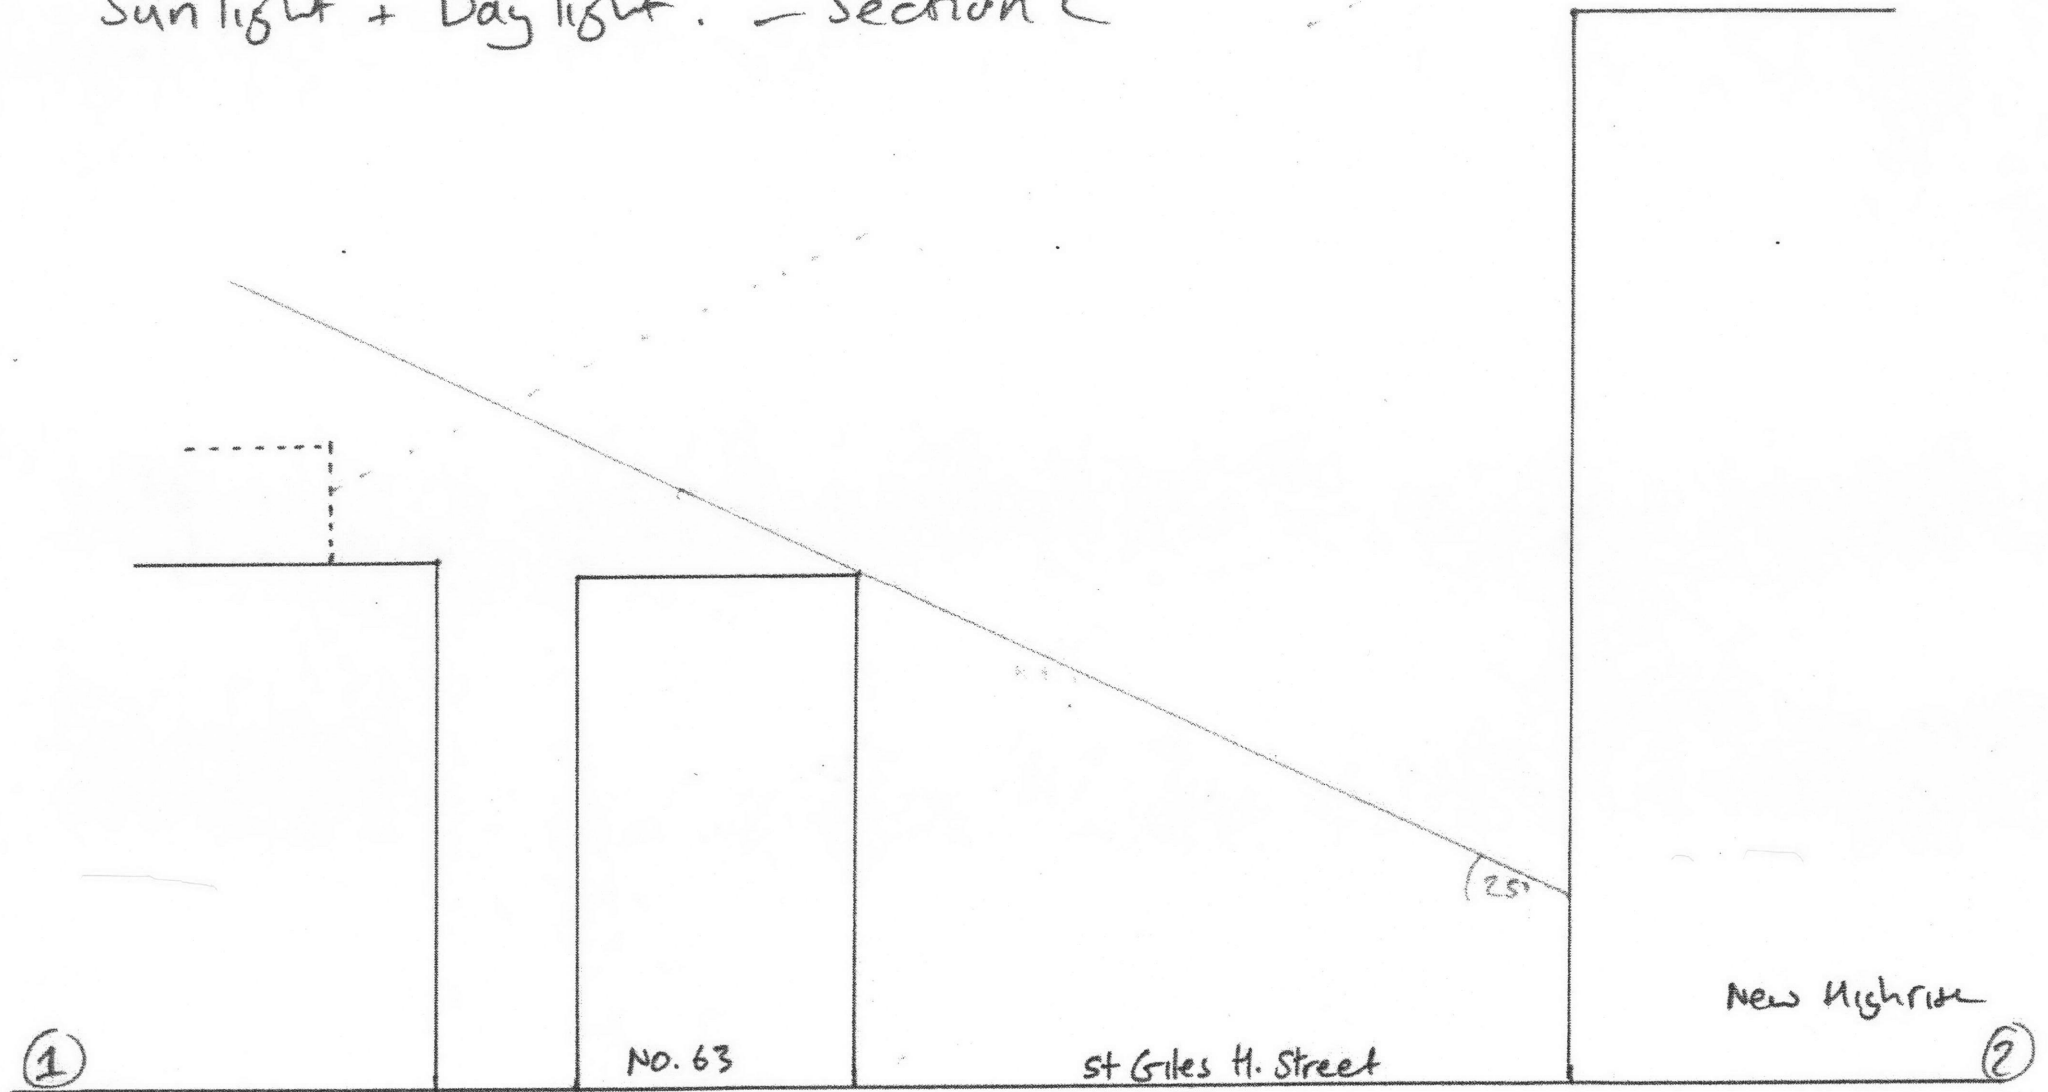 Sunlight + Daylight. - Section C
25°
New Highrise
1
No. 63
St Giles H. Street
2